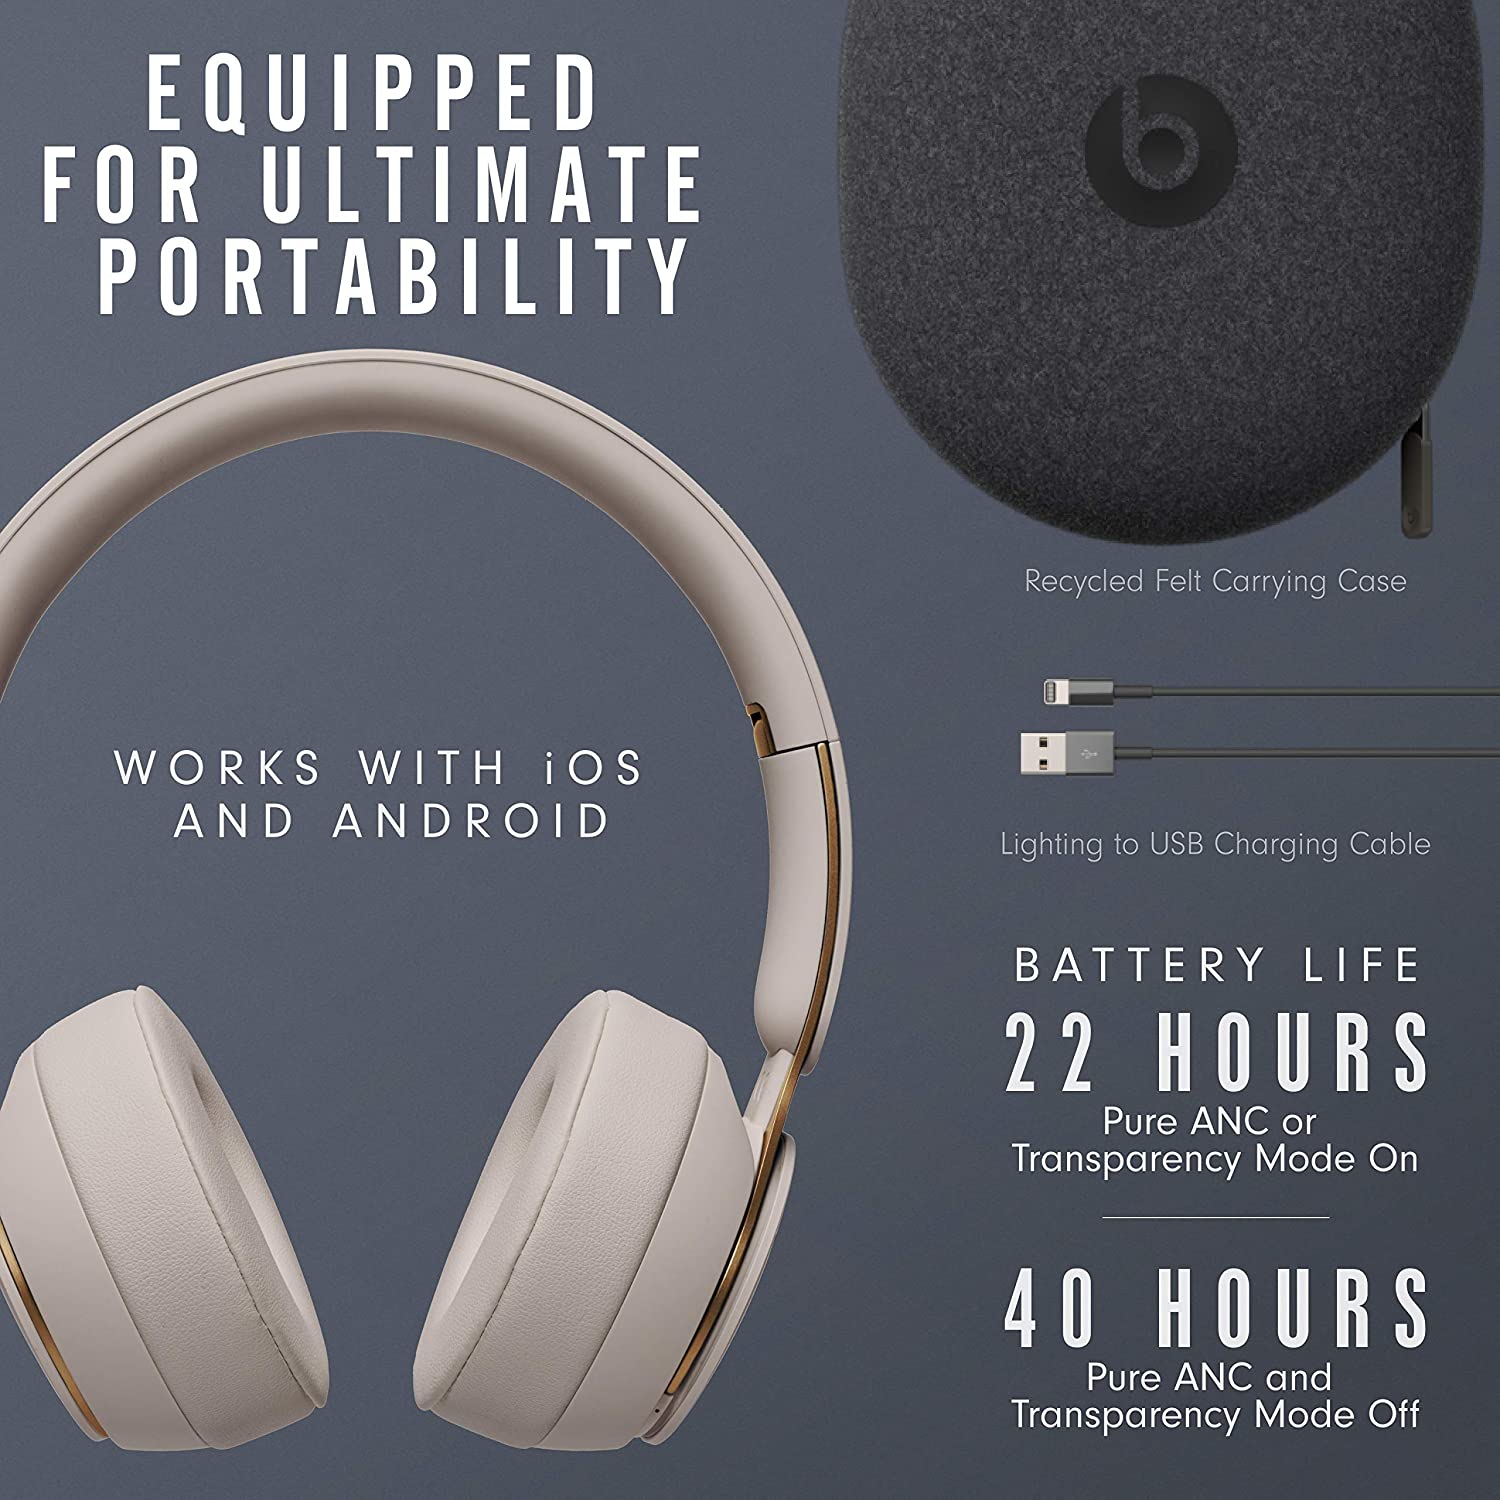 EQUIPPED
FOR ULTIMATE
PORTABILITY
Recycled Felt Carrying Case
WORKS WITH iOS
AND ANDROID
Lighting to USB Charging Cable
BATTERY LIFE
22 HOURS
Pure ANC or
Transparency Mode On
40 HOURS
Pure ANC and
Transparency Mode Off